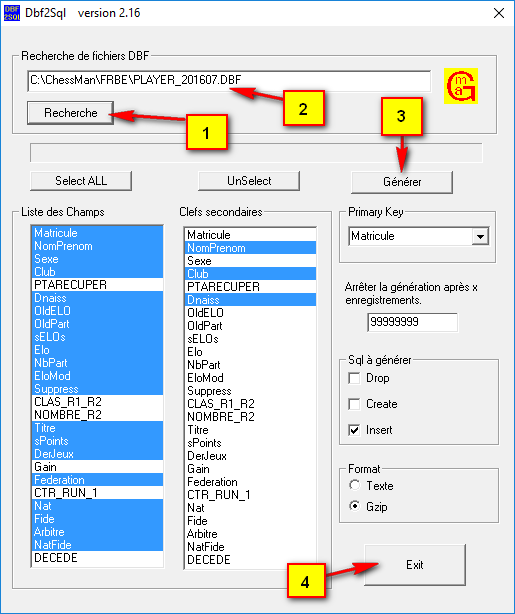 DBF
2SQL
Dbf2Sql version 2.16
Recherche de fichiers DBF
C:\ChessMan\FRBE\PLAYER_201607.DBF
G
ma
2
3
Recherche
1
Select ALL
UnSelect
Générer
Liste des Champs
Matricule
NomPrenom
Sexe
Club
PTARECUPER
Dnaiss
OldELO
OldPart
sELOs
Elo
NbPart
EloMod
Suppress
CLAS_R1_R2
NOMBRE_R2
Titre
sPoints
DerJeux
Gain
Federation
CTR_RUN_1
Nat
Fide
Arbitre
NatFide
DECEDE
Clefs secondaires
Matricule
NomPrenom
Sexe
Club
PTARECUPER
Dnaiss
OldELO
OldPart
sELOs
Elo
NbPart
EloMod
Suppress
CLAS_R1_R2
NOMBRE_R2
Titre
sPoints
DerJeux
Gain
Federation
CTR_RUN_1
Nat
Fide
Arbitre
NatFide
DECEDE
Primary Key
Matricule
Arrêter la génération après x
enregistrements.
99999999
Sql à générer
Drop
Create
Insert
Format
Texte
Gzip
4
Exit